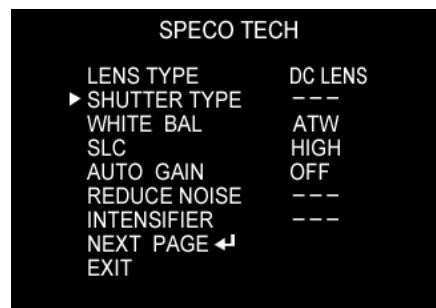 SPECO TECH
LENS TYPE DC LENS
▶ SHUTTER TYPE ---
WHITE BAL ATW
SLC HIGH
AUTO GAIN OFF
REDUCE NOISE ---
INTENSIFIER ---
NEXT PAGE ↵
EXIT